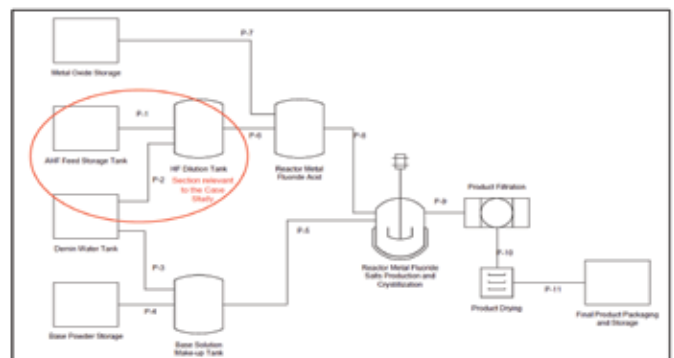 P-7
Metal Oxide Storage
P-1
P-6
P-8
AHF Feed Storage Tank
HF Dilution Tank
Reactor Metal
Fluoride Acid
Section relevant
to the Case
Study
P-2
Product Filtration
P-9
Demin Water Tank
P-5
P-3
P-10
Reactor Metal Fluoride
Salts Production and
Crystillization
P-4
P-11
Base Powder Storage
Product Drying
Final Product Packaging
and Storage
Base Solution
Make-up Tank